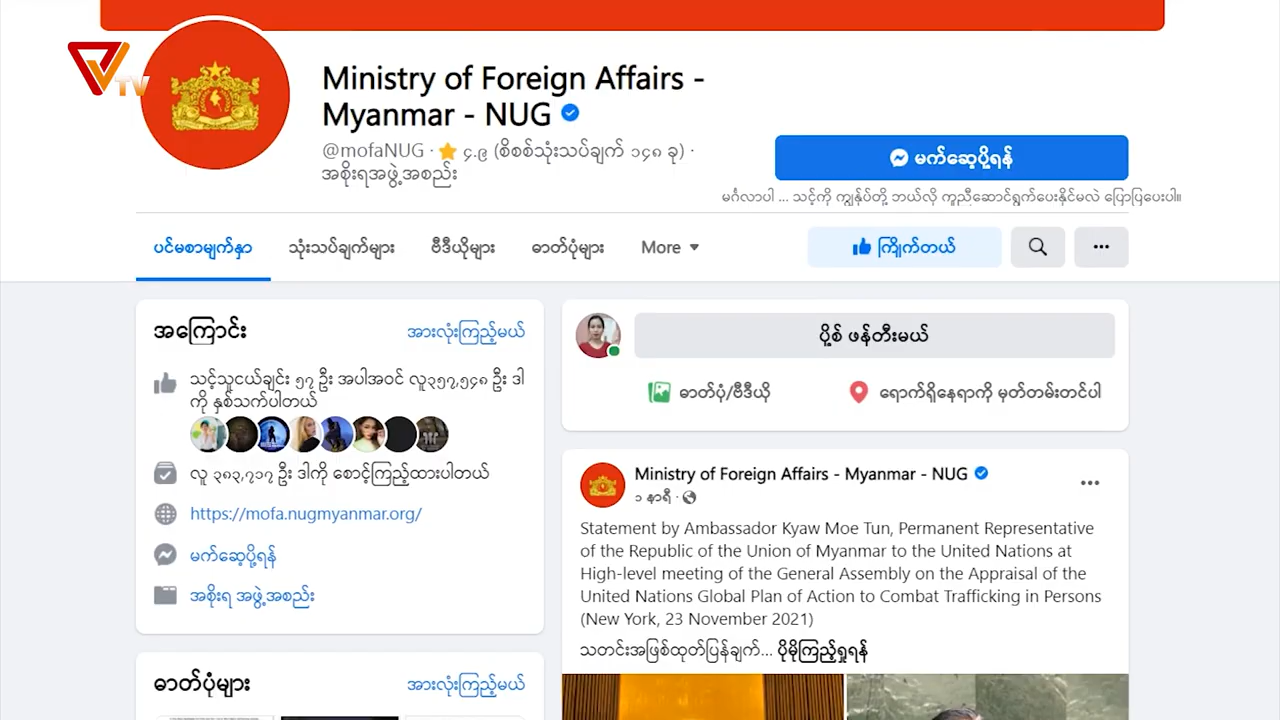 TV
Ministry of Foreign Affairs -
Myanmar - NUG
@mofaNUG · ၄.၉ (စိစစ်သုံးသပ်ချက် ၁၄၈ ခု) ·
အစိုးရအဖွဲ့အစည်း
မက်ဆေ့ပို့ရန်
မင်္ဂလာပါ ... သင့်ကို ကျွန်ုပ်တို့ ဘယ်လို ကူညီဆောင်ရွက်ပေးနိုင်မလဲ ပြောပြပေးပါ။
ပင်မစာမျက်နှာ
သုံးသပ်ချက်များ
ဗီဒီယိုများ
ဓာတ်ပုံများ
More
ကြိုက်တယ်
အကြောင်း
အားလုံးကြည့်မယ်
သင့်သူငယ်ချင်း ၅၇ ဦး အပါအဝင် လူ၃၅၇,၅၄၈ ဦး ဒါ
ကို နှစ်သက်ပါတယ်
လူ ၃၈၃,၇၁၇ ဦး ဒါကို စောင့်ကြည့်ထားပါတယ်
https://mofa.nugmyanmar.org/
မက်ဆေ့ပို့ရန်
အစိုးရ အဖွဲ့အစည်း
ဓာတ်ပုံများ
အားလုံးကြည့်မယ်
ပို့စ် ဖန်တီးမယ်
ဓာတ်ပုံ/ဗီဒီယို
ရောက်ရှိနေရာကို မှတ်တမ်းတင်ပါ
Ministry of Foreign Affairs - Myanmar - NUG
၁ နာရီ ·
Statement by Ambassador Kyaw Moe Tun, Permanent Representative
of the Republic of the Union of Myanmar to the United Nations at
High-level meeting of the General Assembly on the Appraisal of the
United Nations Global Plan of Action to Combat Trafficking in Persons
(New York, 23 November 2021)
သတင်းအဖြစ်ထုတ်ပြန်ချက်... ပိုမိုကြည့်ရှုရန်